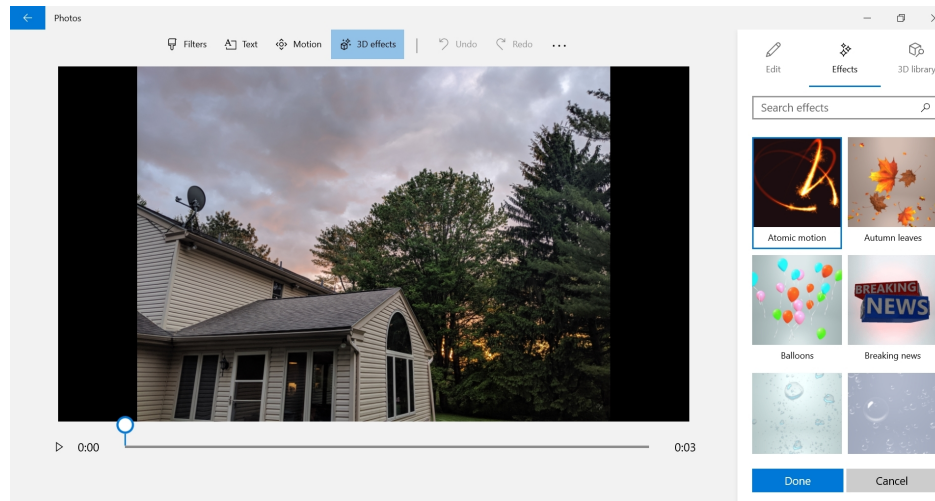 Photos
Filters Text Motion 3D effects Undo Redo
Edit Effects 3D library
Search effects
Atomic motion Autumn leaves
BREAKING
NEWS
Balloons Breaking news
0:00 0:03
Done Cancel